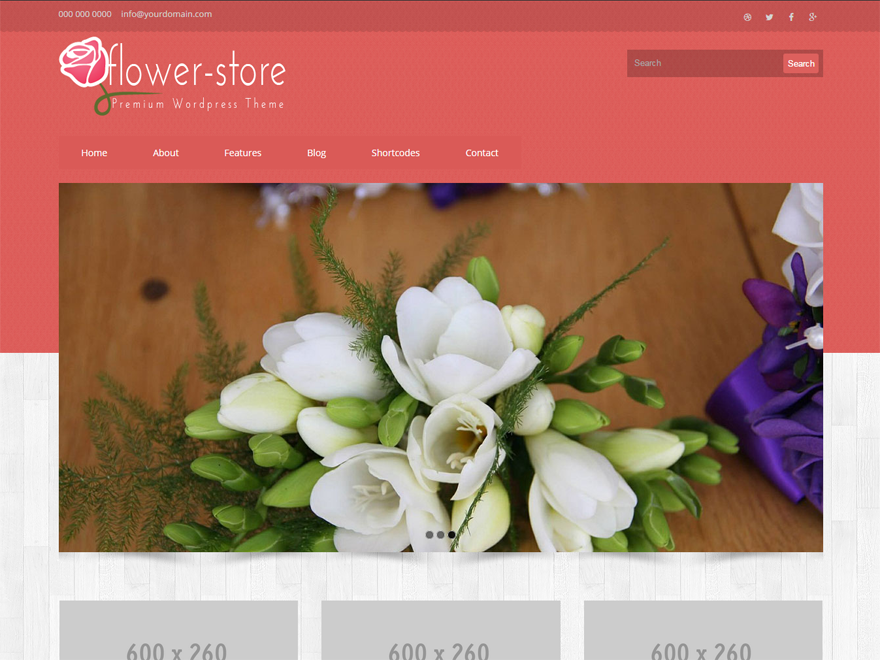 000 000 0000 info@yourdomain.com
flower-store
Premium Wordpress Theme
Search Search
Home About Features Blog Shortcodes Contact
600 x 260 600 x 260 600 x 260